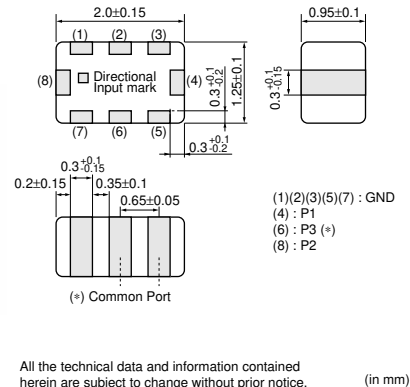 2.0±0.15
0.95±0.1
(1) (2) (3)
(8) Directional (4)
Input mark
(7) (6) (5)
0.3+0.1-0.2
1.25±0.1
0.3+0.1-0.15
0.3+0.1-0.2
0.3+0.1-0.15
0.2±0.15 0.35±0.1
0.65±0.05
(1)(2)(3)(5)(7) : GND
(4) : P1
(6) : P3 (*)
(8) : P2
(*) Common Port
All the technical data and information contained
herein are subject to change without prior notice.
(in mm)